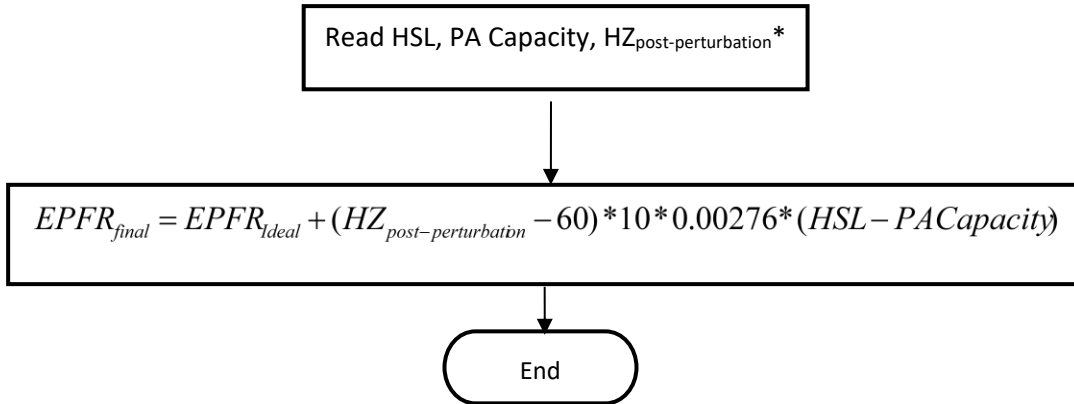 Read HSL, PA Capacity, HZpost-perturbation*
EPFRfinal = EPFRIdeal + (HZpost−perturbation − 60)*10*0.00276*(HSL−PACapacity)
End